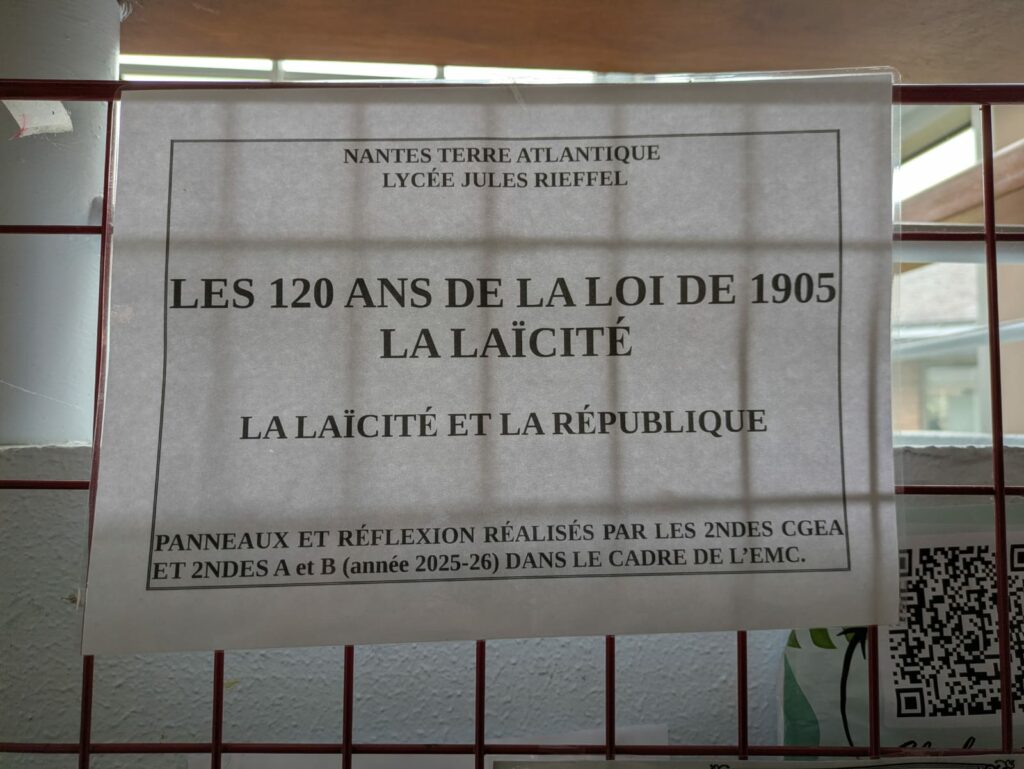 NANTES TERRE ATLANTIQUE
LYCÉE JULES RIEFFEL
LES 120 ANS DE LA LOI DE 1905
LA LAÏCITÉ
LA LAÏCITÉ ET LA RÉPUBLIQUE
PANNEAUX ET RÉFLEXION RÉALISÉS PAR LES 2NDES CGEA
ET 2NDES A et B (année 2025-26) DANS LE CADRE DE L'EMC.